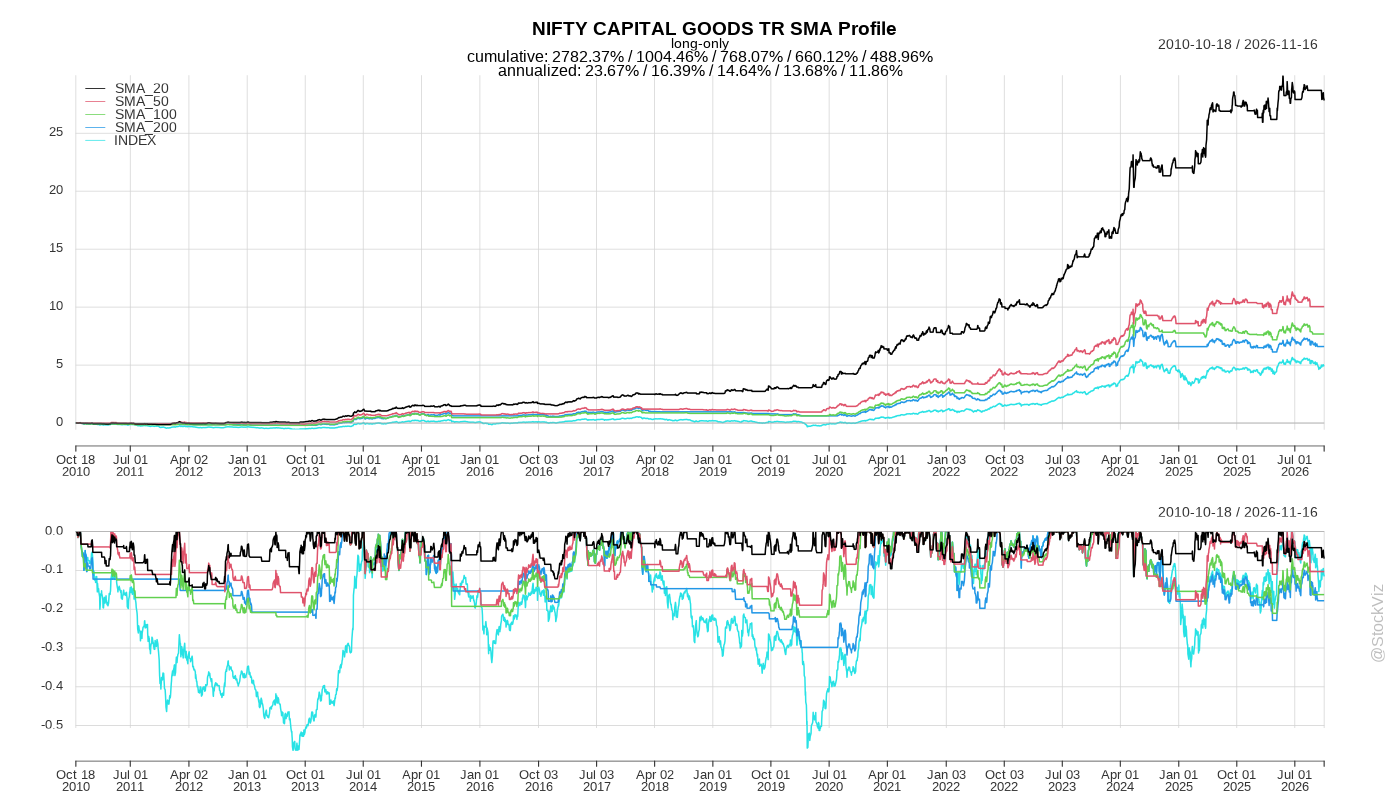 NIFTY CAPITAL GOODS TR SMA Profile
long-only
cumulative: 2782.37% / 1004.46% / 768.07% / 660.12% / 488.96%
annualized: 23.67% / 16.39% / 14.64% / 13.68% / 11.86%
2010-10-18 / 2026-11-16
SMA_20
SMA_50
SMA_100
SMA_200
INDEX
25
20
15
10
5
0
Oct 18 Jul 01 Apr 02 Jan 01 Oct 01 Jul 01 Apr 01 Jan 01 Oct 03 Jul 03 Apr 02 Jan 01 Oct 01 Jul 01 Apr 01 Jan 03 Oct 03 Jul 03 Apr 01 Jan 01 Oct 01 Jul 01
2010 2011 2012 2013 2013 2014 2015 2016 2016 2017 2018 2019 2019 2020 2021 2022 2022 2023 2024 2025 2025 2026
2010-10-18 / 2026-11-16
0.0
-0.1
-0.2
-0.3
-0.4
-0.5
Oct 18 Jul 01 Apr 02 Jan 01 Oct 01 Jul 01 Apr 01 Jan 01 Oct 03 Jul 03 Apr 02 Jan 01 Oct 01 Jul 01 Apr 01 Jan 03 Oct 03 Jul 03 Apr 01 Jan 01 Oct 01 Jul 01
2010 2011 2012 2013 2013 2014 2015 2016 2016 2017 2018 2019 2019 2020 2021 2022 2022 2023 2024 2025 2025 2026
@StockViz